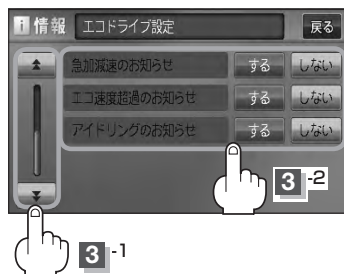 i 情報 エコドライブ設定 戻る
急加減速のお知らせ する しない
エコ速度超過のお知らせ する しない
アイドリングのお知らせ する しない
3 -2
3 -1